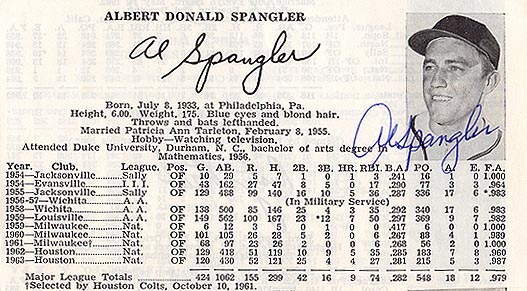 ALBERT DONALD SPANGLER
Al Spangler
Born, July 8, 1933, at Philadelphia, Pa.
Height, 6.00. Weight, 175. Blue eyes and blond hair.
Throws and bats lefthanded.
Married Patricia Ann Tarleton, February 8, 1955.
Hobby—Watching television.
Attended Duke University, Durham, N. C., bachelor of arts degree in
Mathematics, 1956.
Al Spangler
Year. Club. League. Pos. G. AB. R. H. 2B. 3B. HR. RBI. B.A. PO. A. E. F.A.
1954—Jacksonville Sally OF 10 29 5 7 0 1 0 .241 0 1.000
1954—Evansville I.I.I. OF 43 162 27 47 8 5 0 17 .290 77 3 3 .964
1955—Jacksonville Sally OF 129 488 99 140 16 10 5 36 .287 336 17 6 *.983
1956-57—Wichita A.A. (In Military Service)
1958—Wichita A.A. OF 138 500 85 146 25 4 3 35 .292 340 17 6 .983
1959—Louisville A.A. OF 149 562 100 167 23 *12 7 50 .297 369 9 7 .982
1959—Milwaukee Nat. OF 6 12 3 5 0 1 0 0 .417 6 0 0 1.000
1960—Milwaukee Nat. OF 101 105 26 28 5 2 0 6 .267 88 4 1 .989
1961—Milwaukee†. Nat. OF 68 97 23 26 2 0 0 6 .268 56 2 0 1.000
1962—Houston Nat. OF 129 418 51 119 10 9 5 35 .285 183 7 8 .960
1963—Houston Nat. OF 120 430 52 121 25 4 4 27 .281 215 5 3 .987
Major League Totals 424 1062 155 299 42 16 9 74 .282 548 18 12 .979
†Selected by Houston Colts, October 10, 1961.